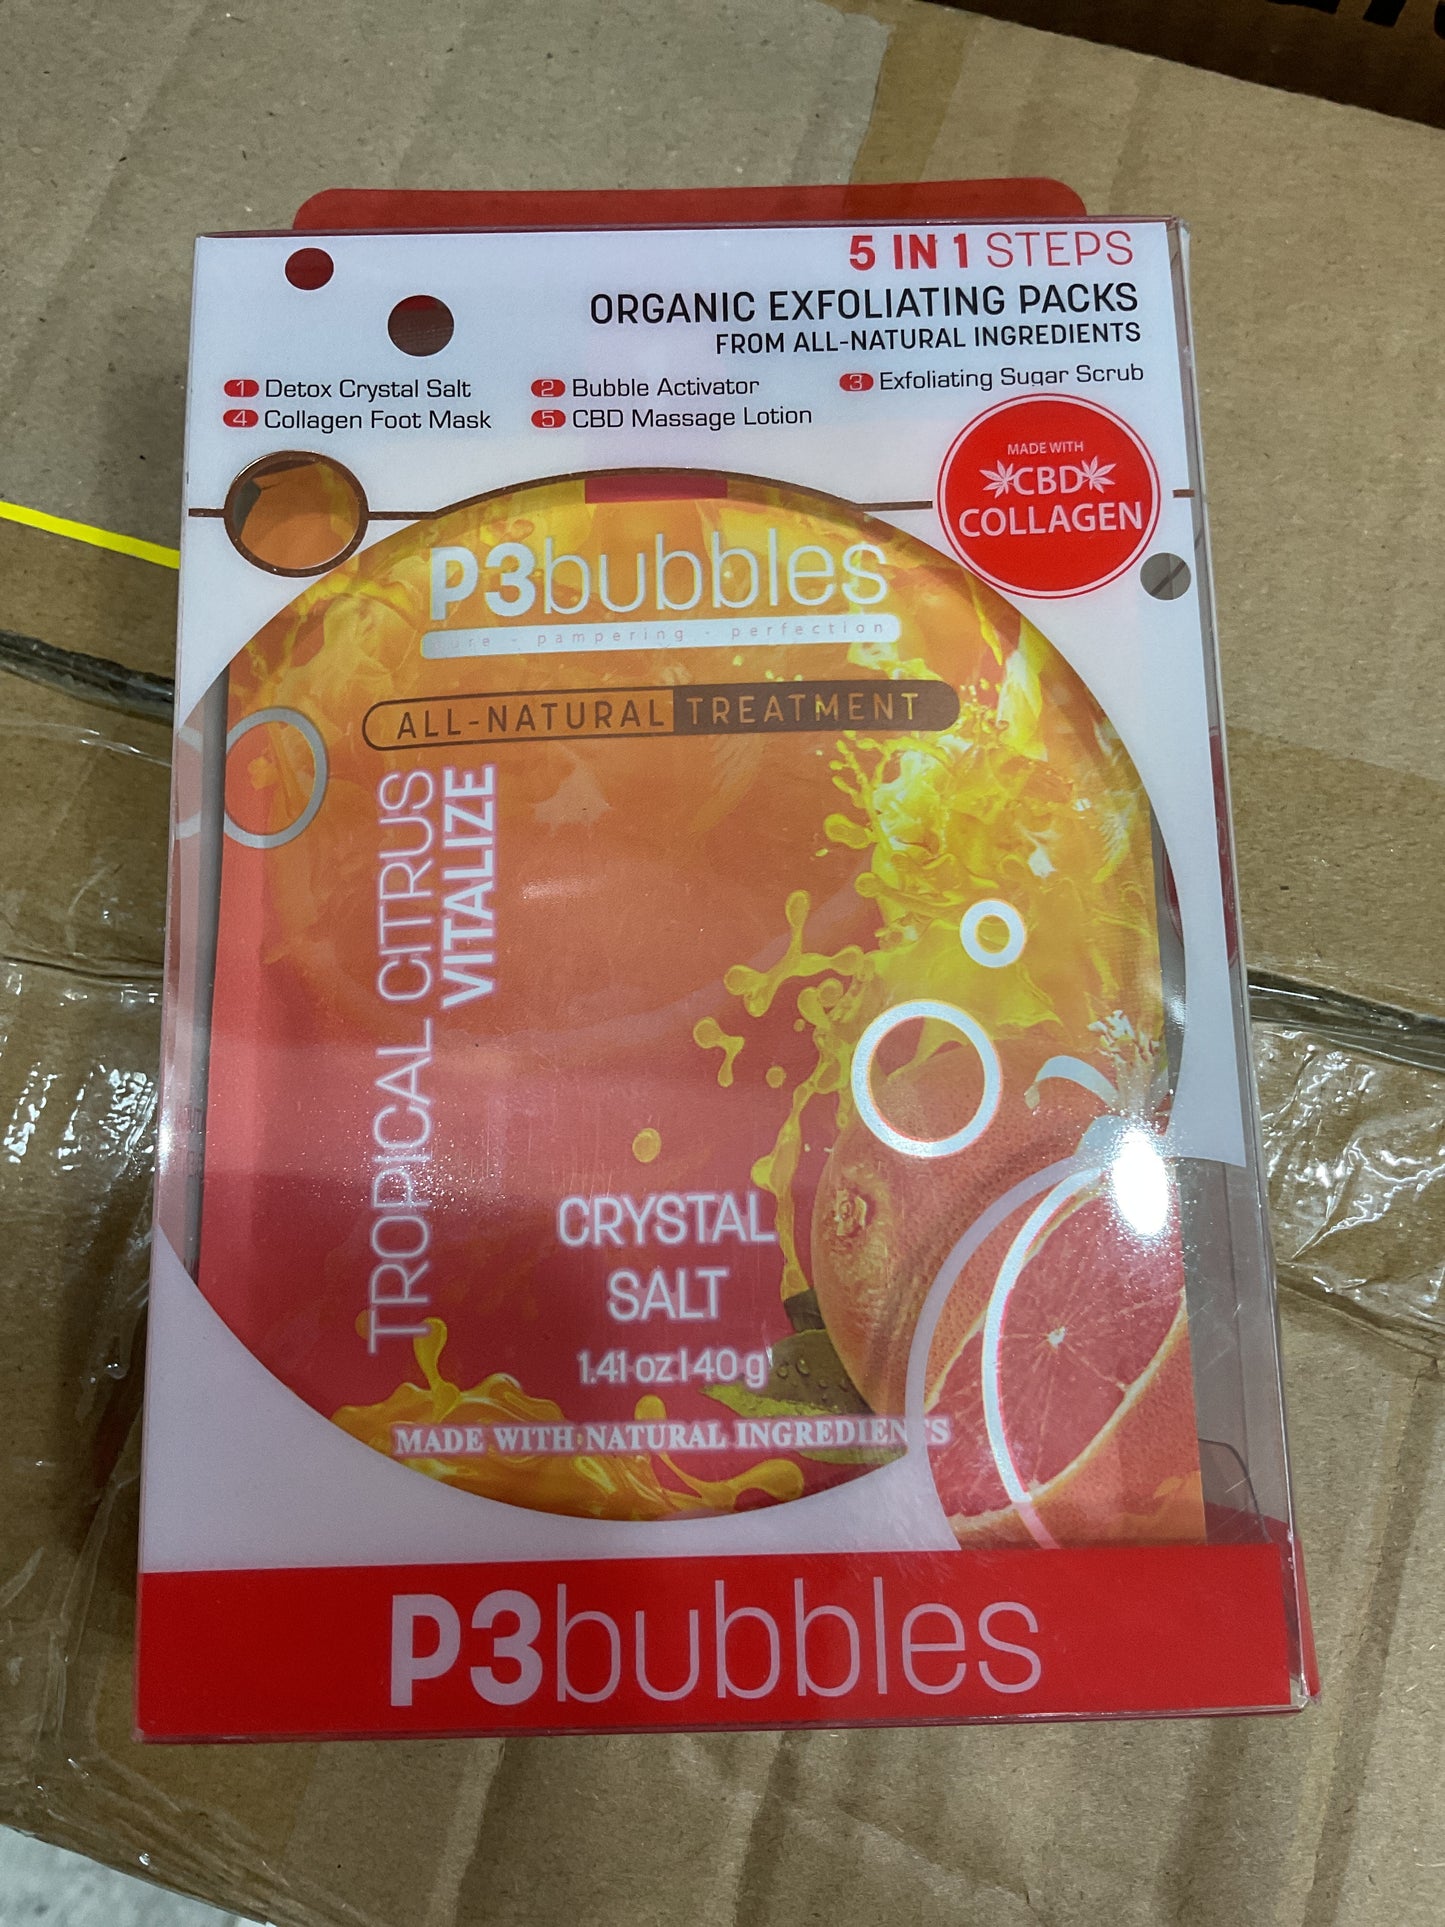 5 IN 1 STEPS
ORGANIC EXFOLIATING PACKS
FROM ALL-NATURAL INGREDIENTS
1 Detox Crystal Salt
2 Bubble Activator
3 Exfoliating Sugar Scrub
4 Collagen Foot Mask
5 CBD Massage Lotion
MADE WITH
CBD
COLLAGEN
P3bubbles
pure - pampering - perfection
ALL-NATURAL TREATMENT
TROPICAL CITRUS
VITALIZE
CRYSTAL
SALT
1.41 oz | 40 g
MADE WITH NATURAL INGREDIENTS
P3bubbles